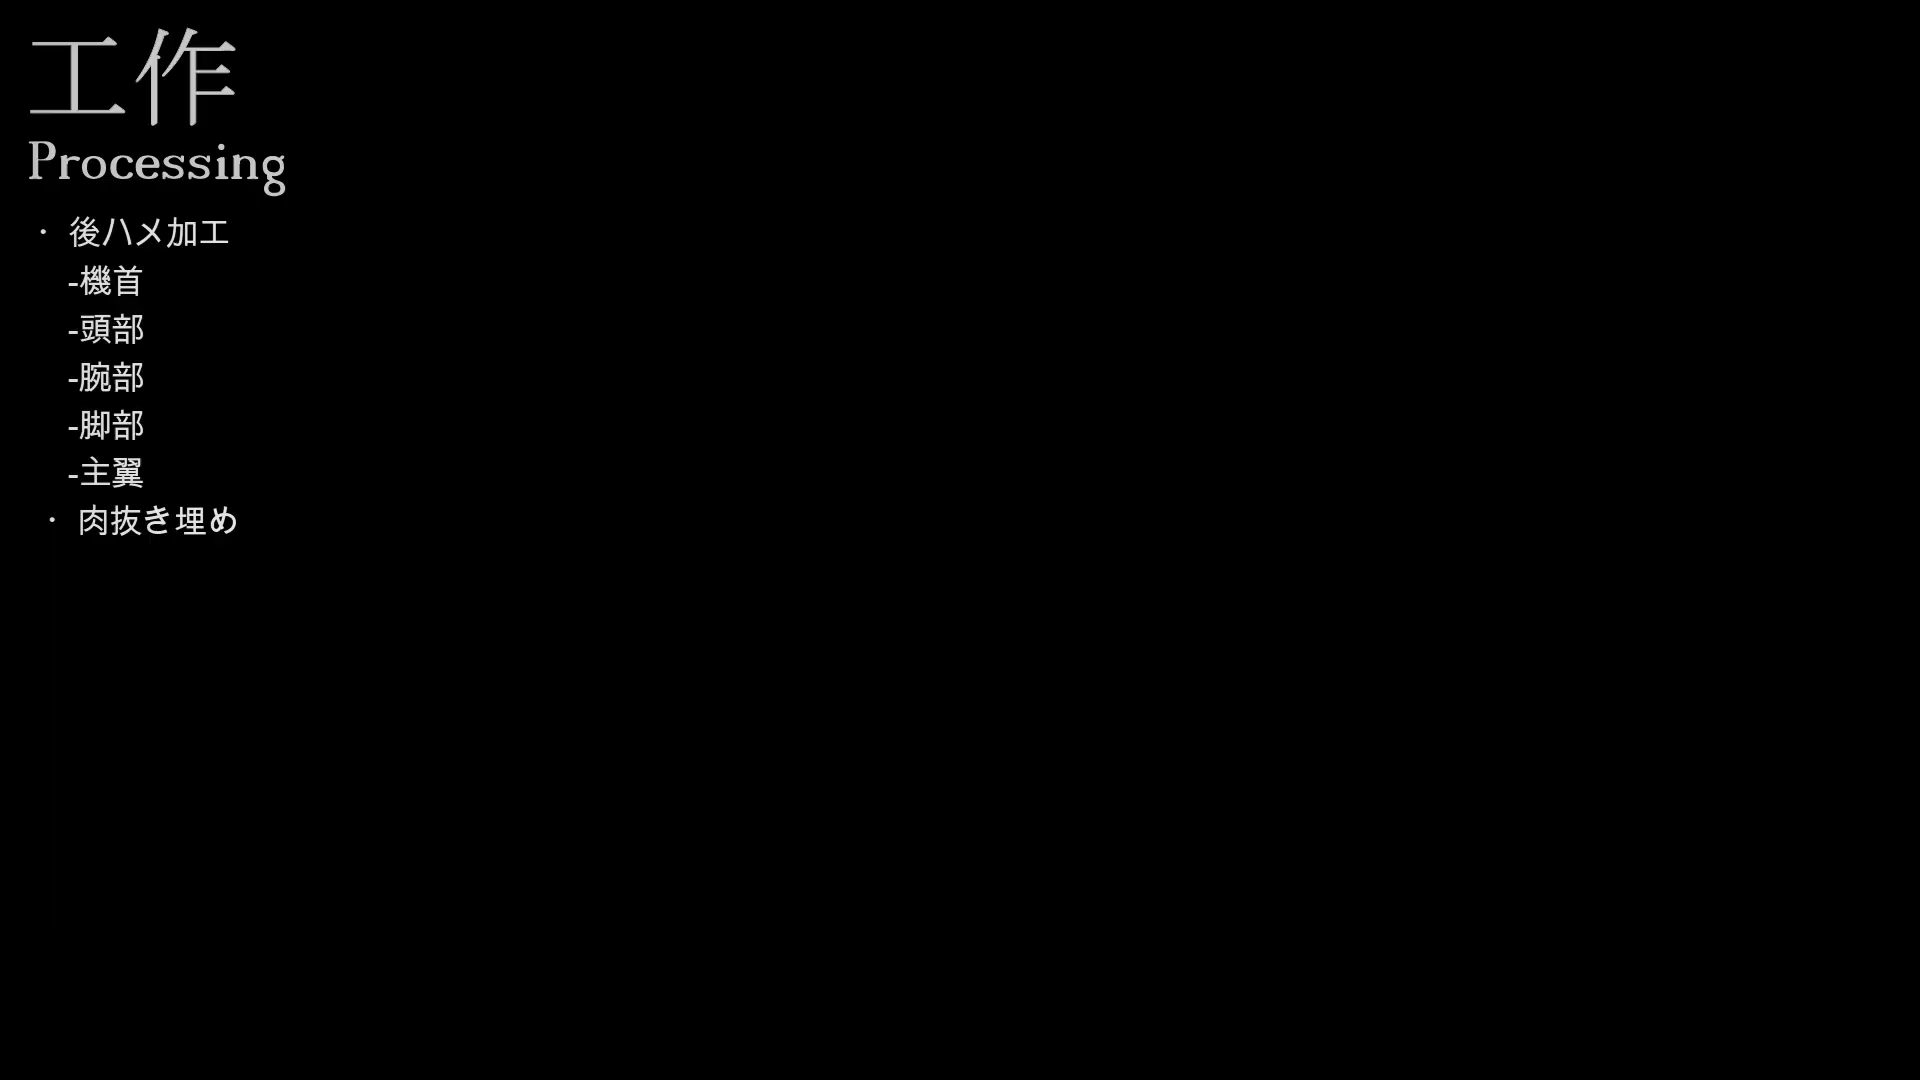 工作
Processing
・後ハメ加工
-機首
-頭部
-腕部
-脚部
-主翼
・肉抜き埋め